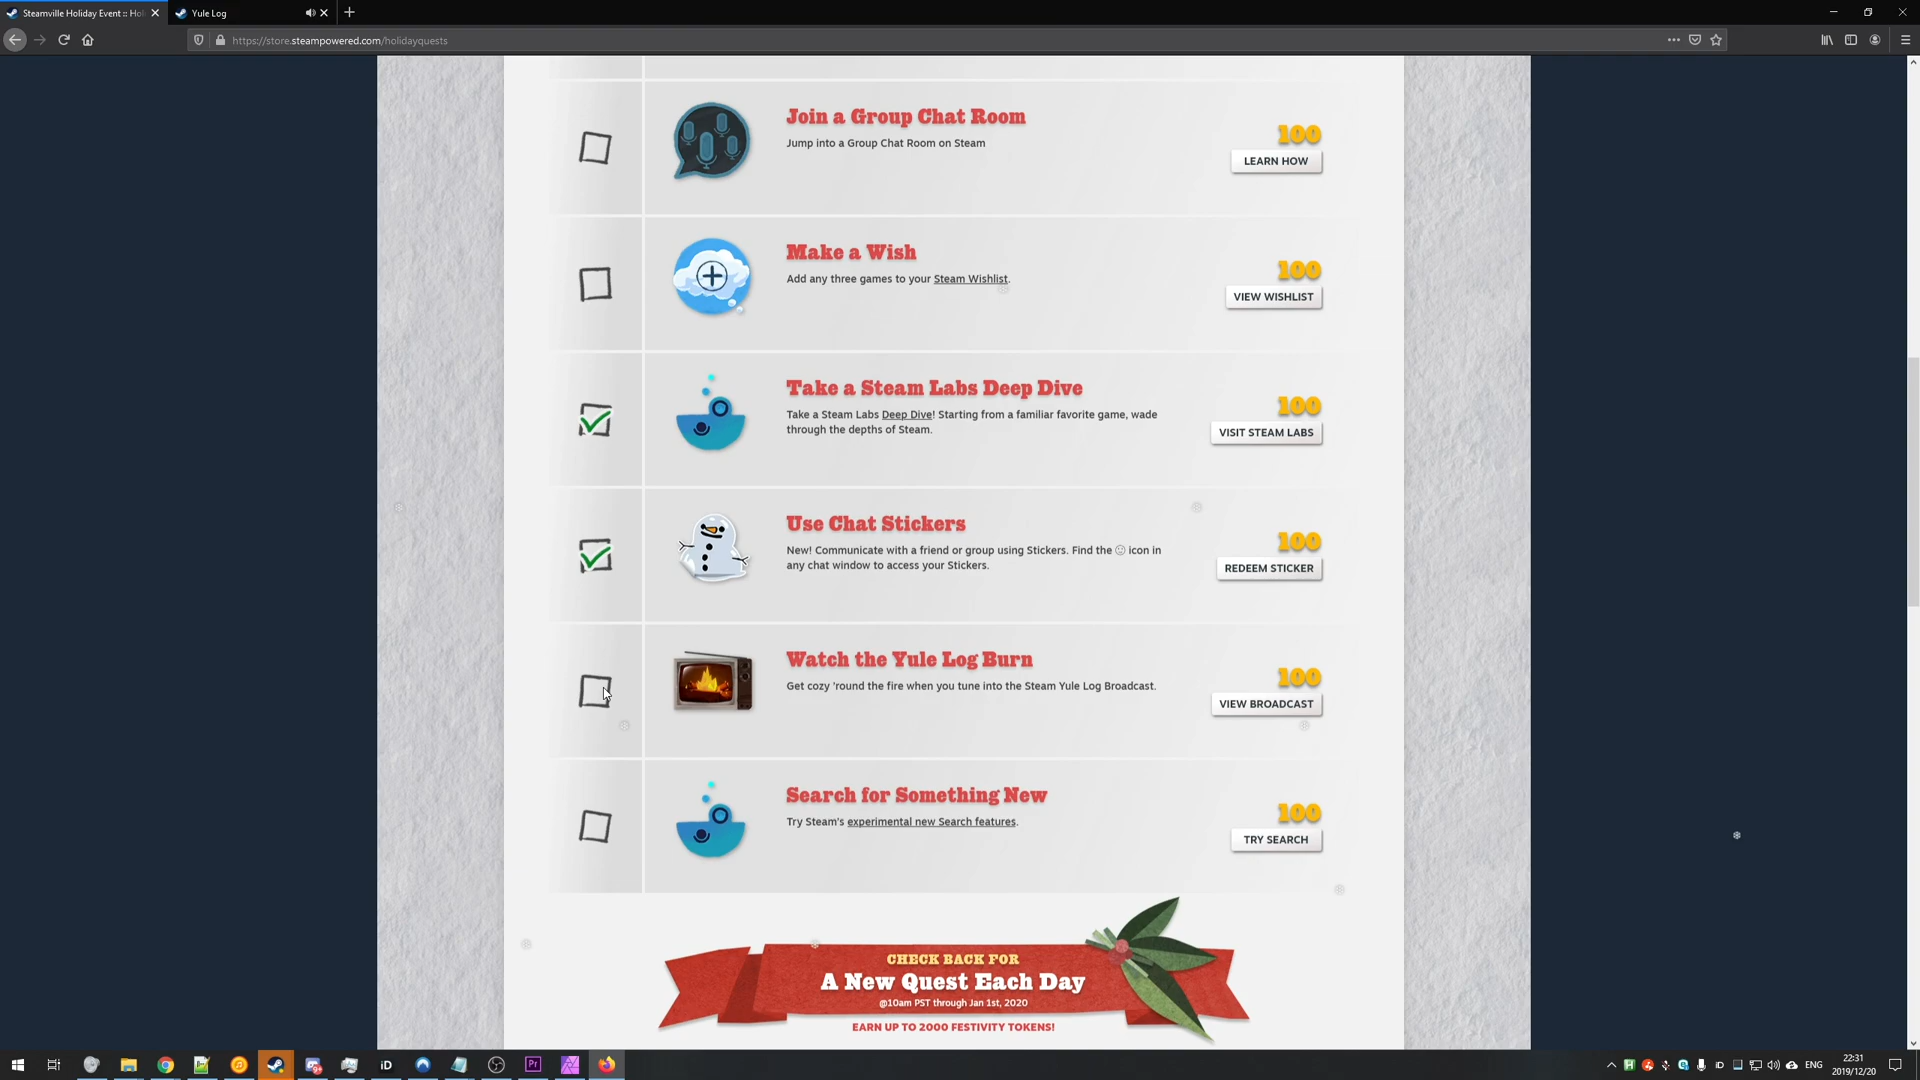 Steamville Holiday Event :: Hol
Yule Log
https://store.steampowered.com/holidayquests
Join a Group Chat Room
Jump into a Group Chat Room on Steam
100
LEARN HOW
Make a Wish
Add any three games to your Steam Wishlist.
100
VIEW WISHLIST
Take a Steam Labs Deep Dive
Take a Steam Labs Deep Dive! Starting from a familiar favorite game, wade
through the depths of Steam.
100
VISIT STEAM LABS
Use Chat Stickers
New! Communicate with a friend or group using Stickers. Find the ☺ icon in
any chat window to access your Stickers.
100
REDEEM STICKER
Watch the Yule Log Burn
Get cozy 'round the fire when you tune into the Steam Yule Log Broadcast.
100
VIEW BROADCAST
Search for Something New
Try Steam's experimental new Search features.
100
TRY SEARCH
CHECK BACK FOR
A New Quest Each Day
@10am PST through Jan 1st, 2020
EARN UP TO 2000 FESTIVITY TOKENS!
iD
Pr
iD
ENG
22:31
2019/12/20